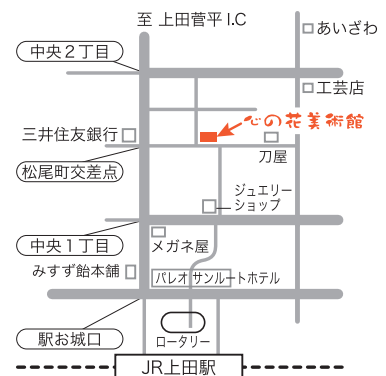 至 上田菅平 I.C
あいざわ
中央２丁目
工芸店
心の花美術館
三井住友銀行
刀屋
松尾町交差点
ジュエリー
ショップ
中央１丁目
メガネ屋
みすず飴本舗
パレオ サンルートホテル
駅お城口
ロータリー
JR上田駅